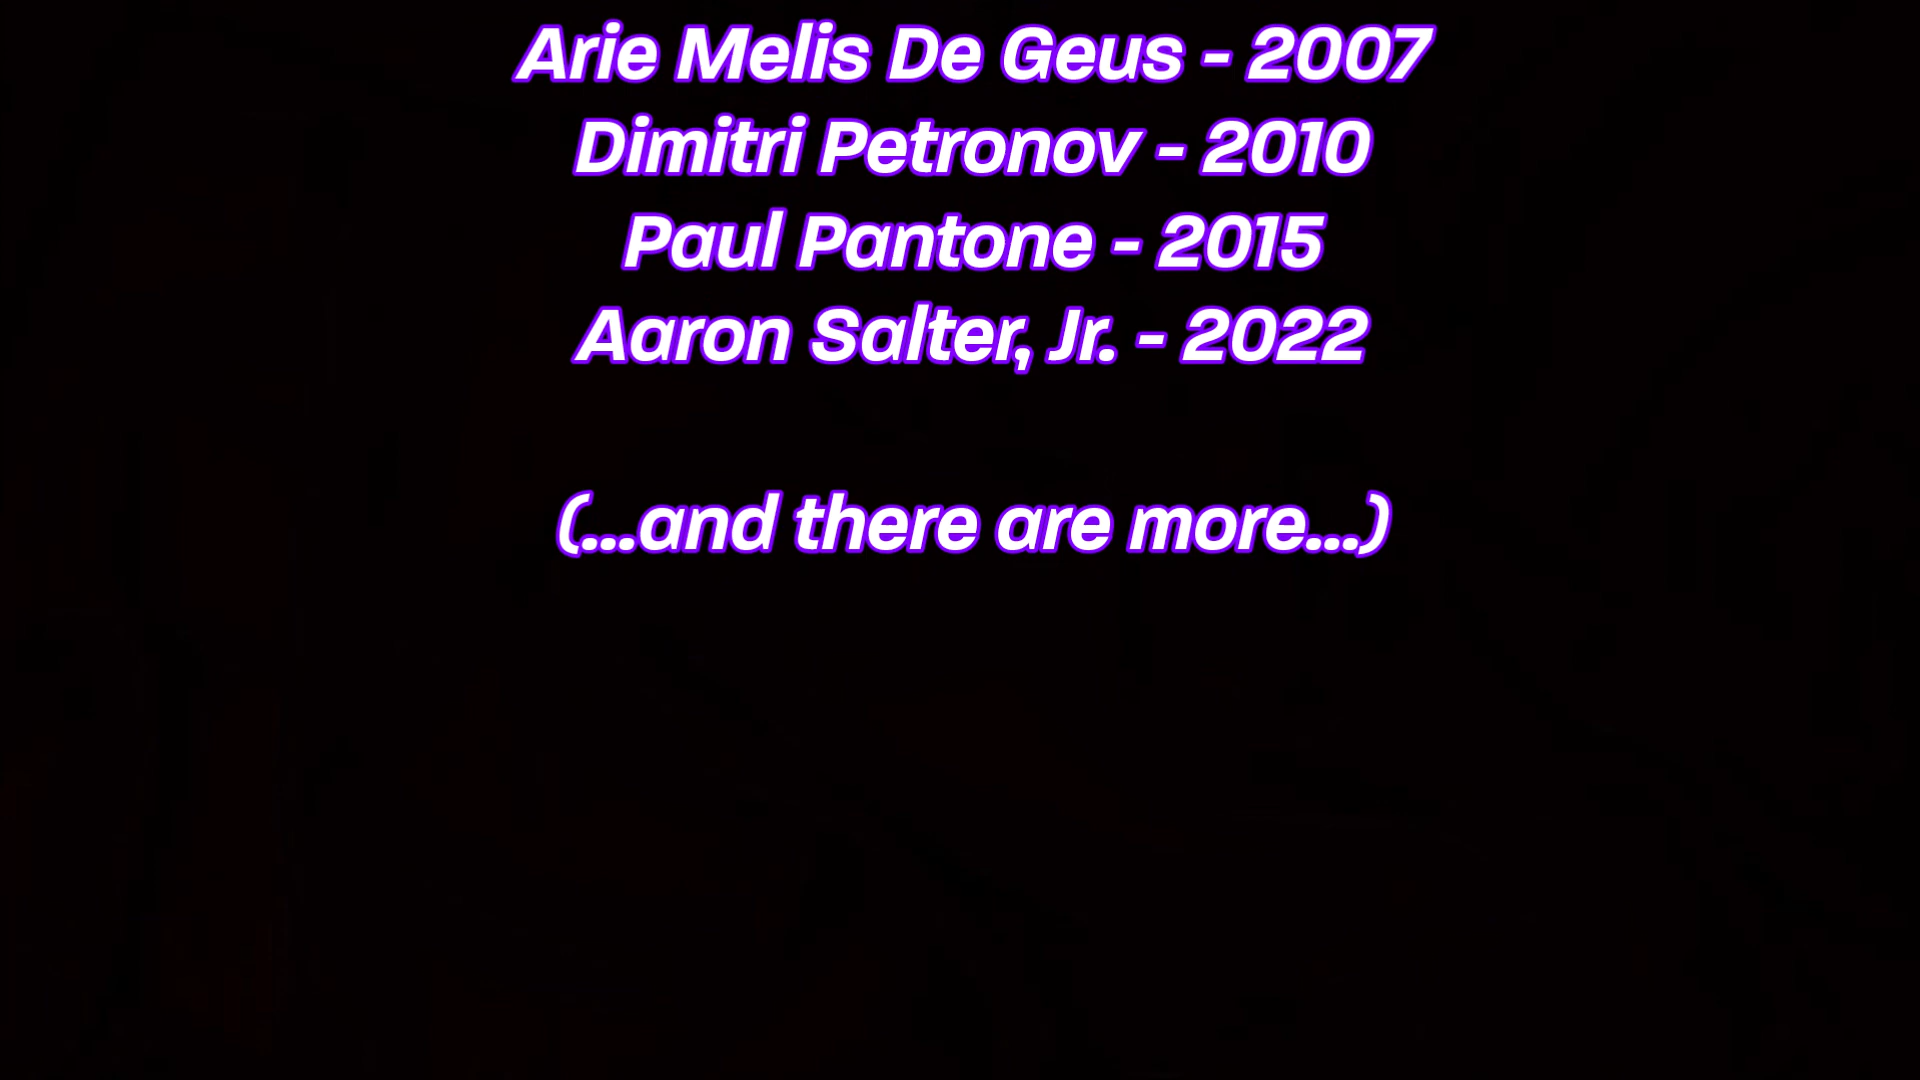 Arie Melis De Geus - 2007
Dimitri Petronov - 2010
Paul Pantone - 2015
Aaron Salter, Jr. - 2022
(...and there are more...)